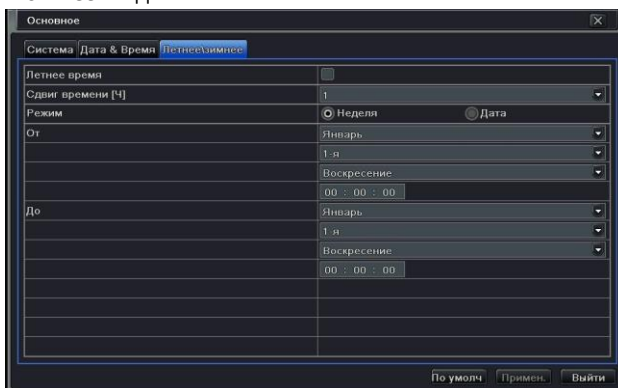 Основное
Система Дата & Время Летнее\зимнее
Летнее время
Сдвиг времени [Ч] 1
Режим Неделя Дата
От Январь
1-я
Воскресение
00 : 00 : 00
До Январь
1-я
Воскресение
00 : 00 : 00
По умолч Примен. Выйти